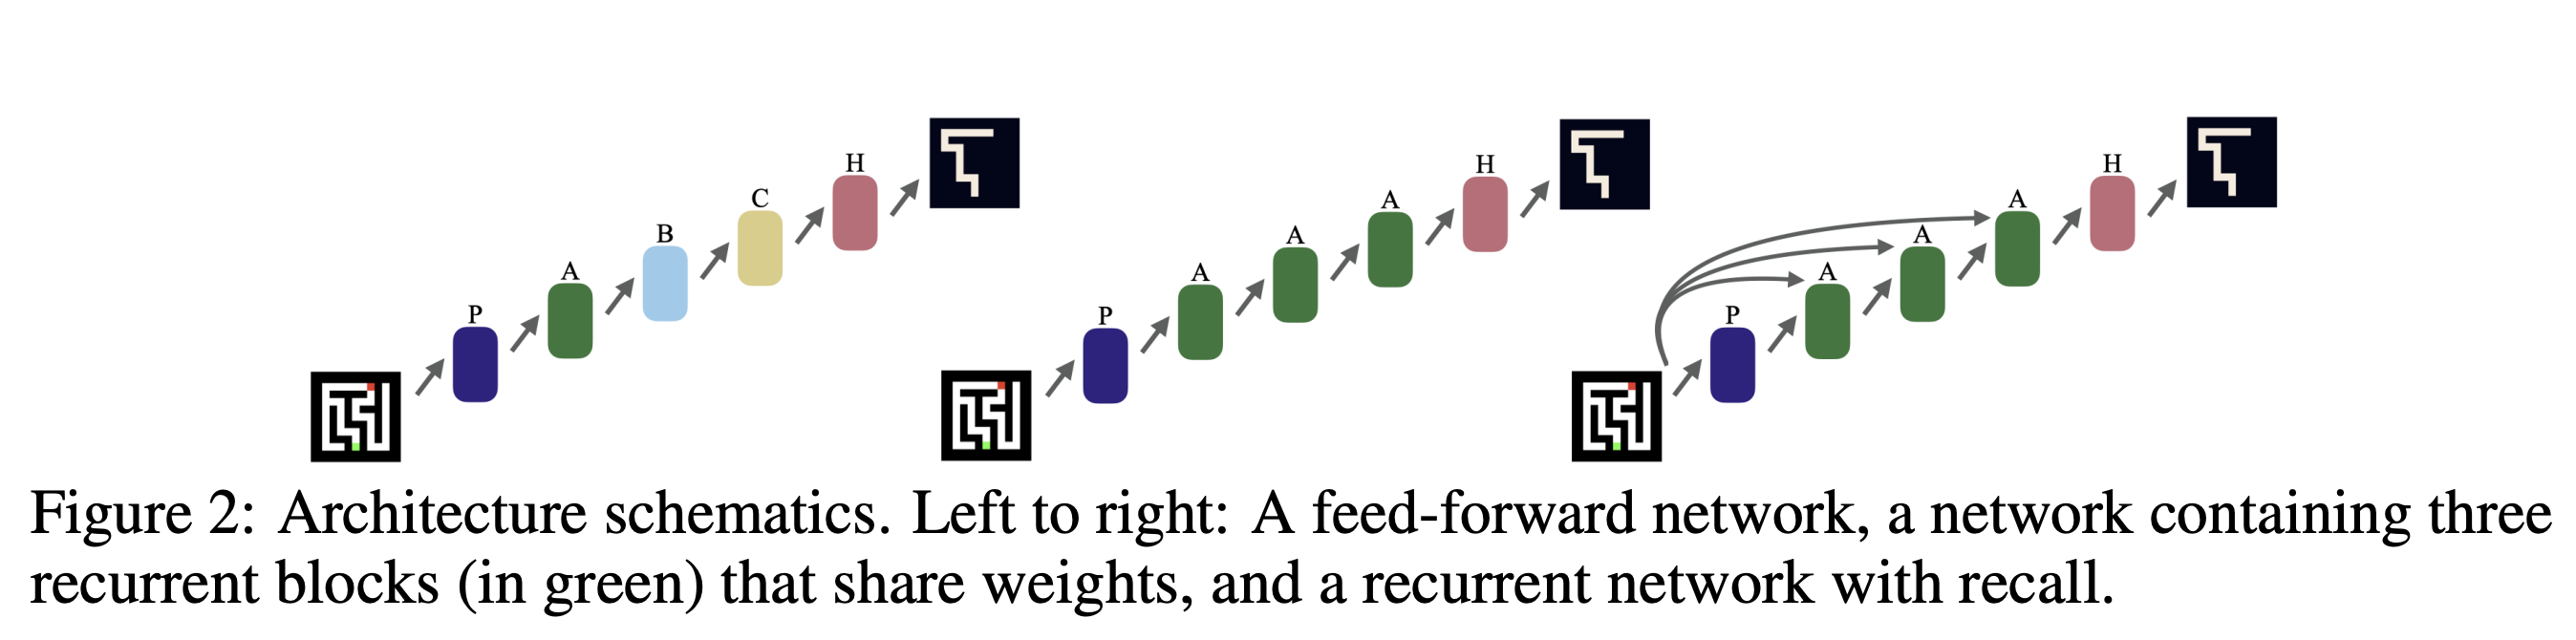 P
A
B
C
H
P
A
A
A
H
P
A
A
A
H
Figure 2: Architecture schematics. Left to right: A feed-forward network, a network containing three
recurrent blocks (in green) that share weights, and a recurrent network with recall.